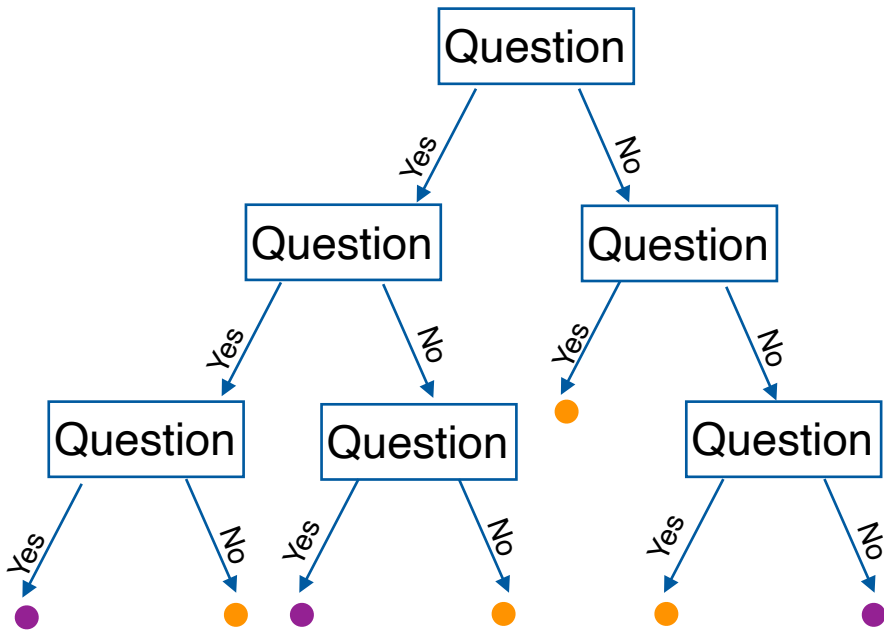 Question
Yes
No
Question
Question
Yes
No
Yes
No
Question
Question
Question
Yes
No
Yes
No
Yes
No